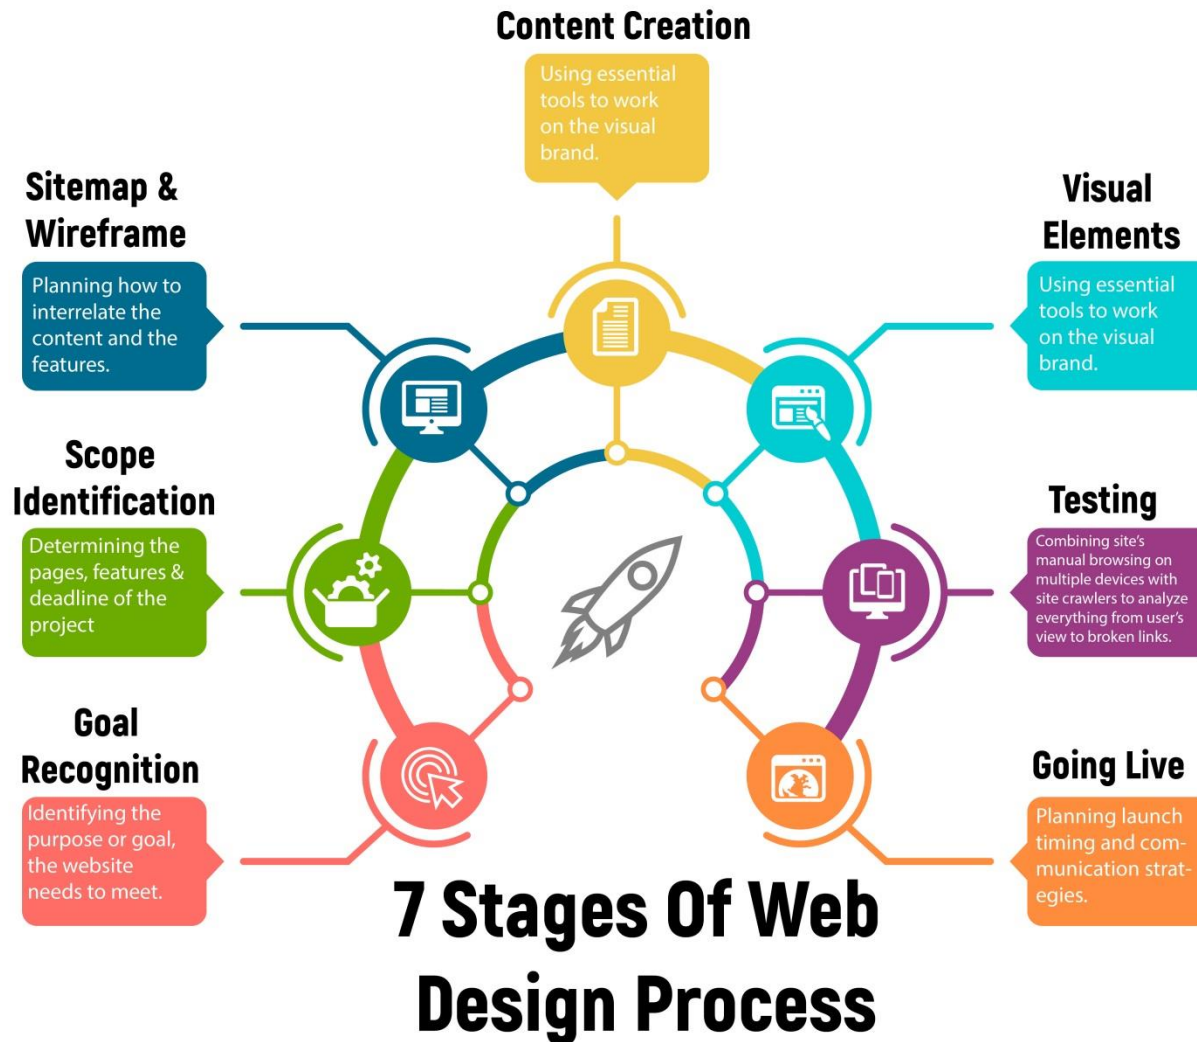 Content Creation
Using essential
tools to work
on the visual
brand.
Sitemap &
Wireframe
Planning how to
interrelate the
content and the
features.
Visual
Elements
Using essential
tools to work
on the visual
brand.
Scope
Identification
Determining the
pages, features &
deadline of the
project
Testing
Combining site's
manual browsing on
multiple devices with
site crawlers to analyze
everything from user's
view to broken links.
Goal
Recognition
Identifying the
purpose or goal,
the website
needs to meet.
Going Live
Planning launch
timing and com-
munication strat-
egies.
7 Stages Of Web
Design Process